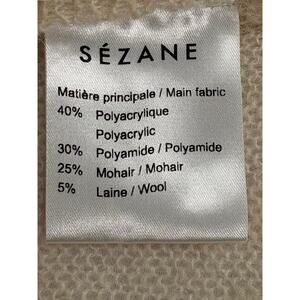 SÉZANE
Matière principale / Main fabric
40% Polyacrylique
Polyacrylic
30% Polyamide / Polyamide
25% Mohair / Mohair
5% Laine / Wool